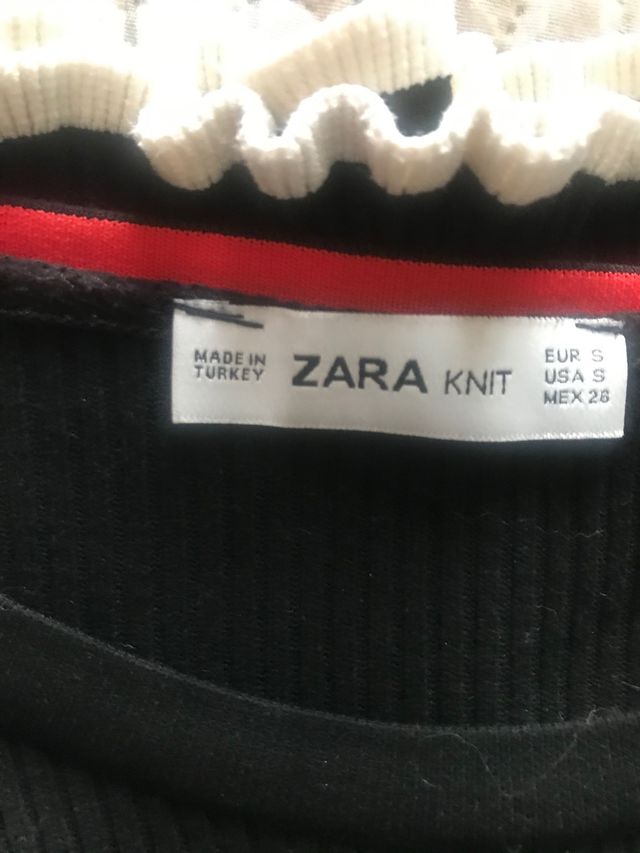 MADE IN
TURKEY
ZARA KNIT
EUR S
USA S
MEX 28